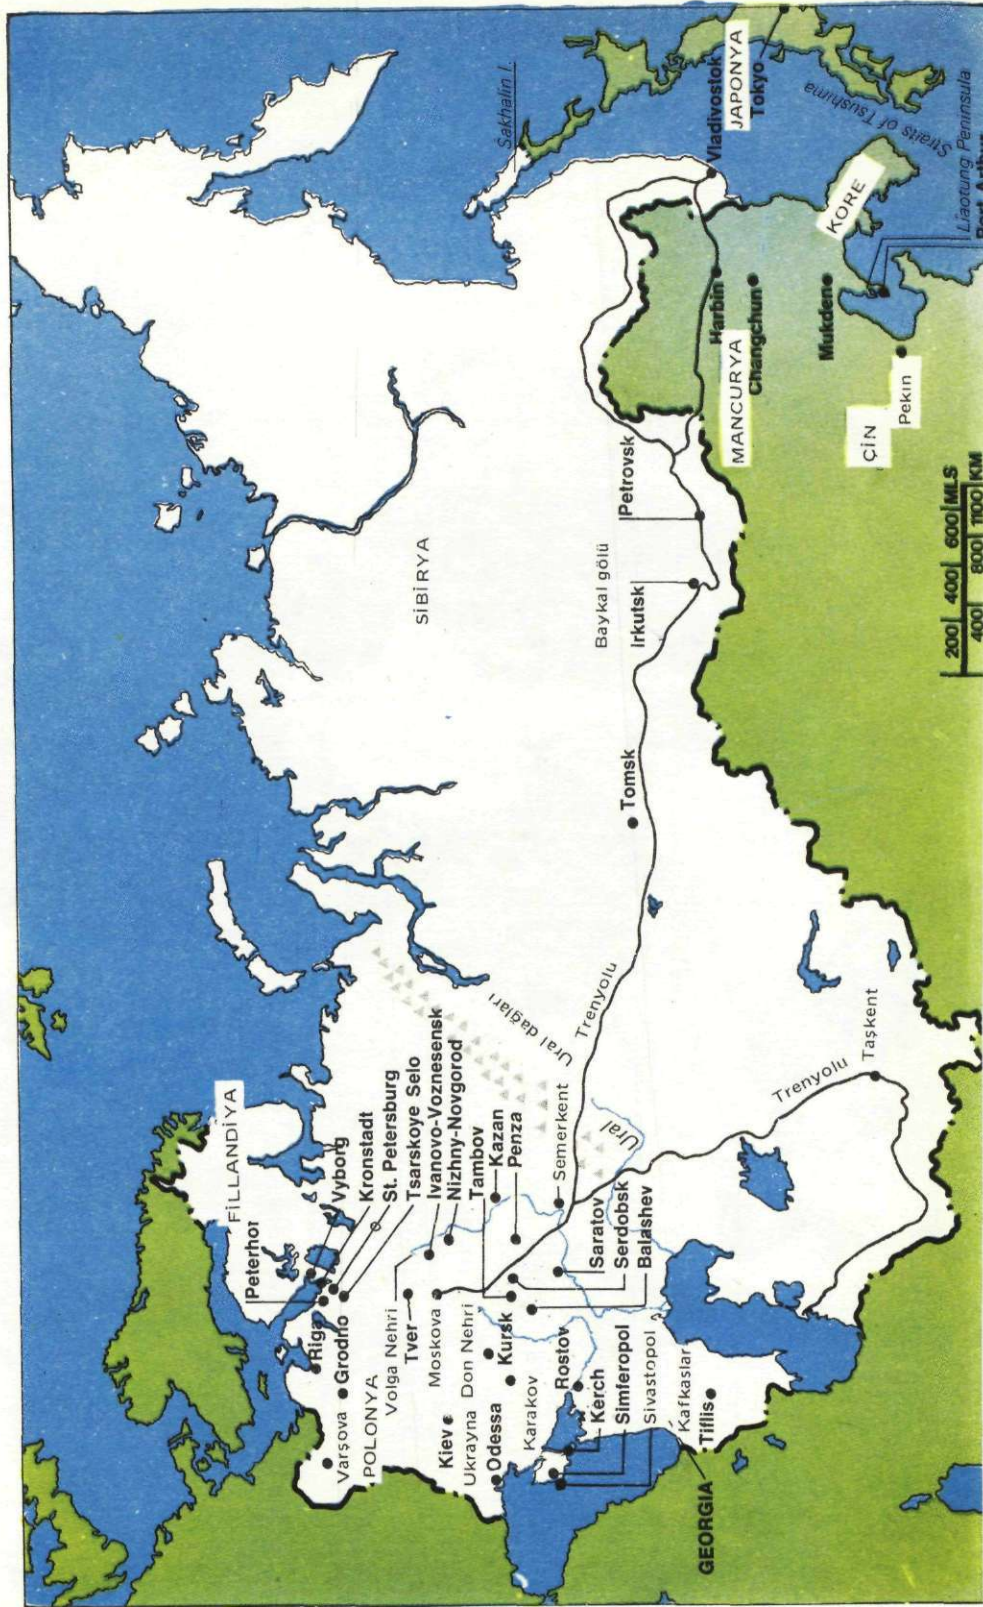 FİLLANDİYA
Peterhof
Vyborg
Kronstadt
St. Petersburg
Tsarskoye Selo
Ivanovo-Voznesensk
Nizhny-Novgorod
Tambov
Kazan
Penza
Semerkent
Riga
Grodno
Varşova
POLONYA
Volga Nehri
Tver
Moskova
Don Nehri
Ukrayna
Kiev
Kursk
Odessa
Karakov
Rostov
Kerch
Simferopol
Sivastopol
Kafkaslar
Tiflis
GEORGIA
Saratov
Serdobsk
Balashev
Ural
Ural dağları
Trenyolu
Trenyolu
Taşkent
SİBİRYA
Tomsk
Baykal gölü
Irkutsk
Petrovsk
MANCURYA
Harbin
Changchun
Mukden
ÇİN
Pekin
KORE
Vladivostok
JAPONYA
Tokyo
Sakhalin I.
Straits of Tsushima
Liaotung Peninsula
Port Arthur
200 400 600 MLS
400 800 1100 KM